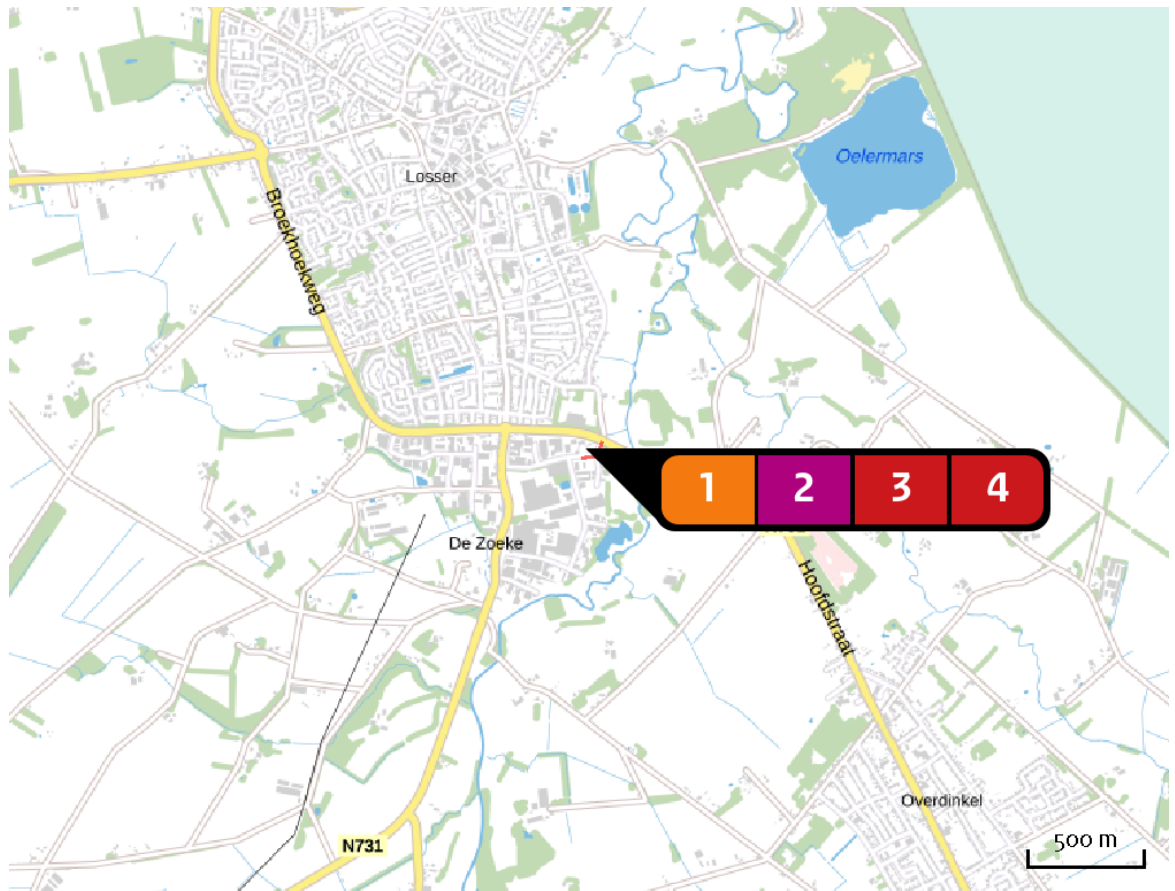 Oelermars
Losser
Broekhoekweg
1 2 3 4
De Zoeke
Hoofdstraat
Overdinkel
N731
500 m